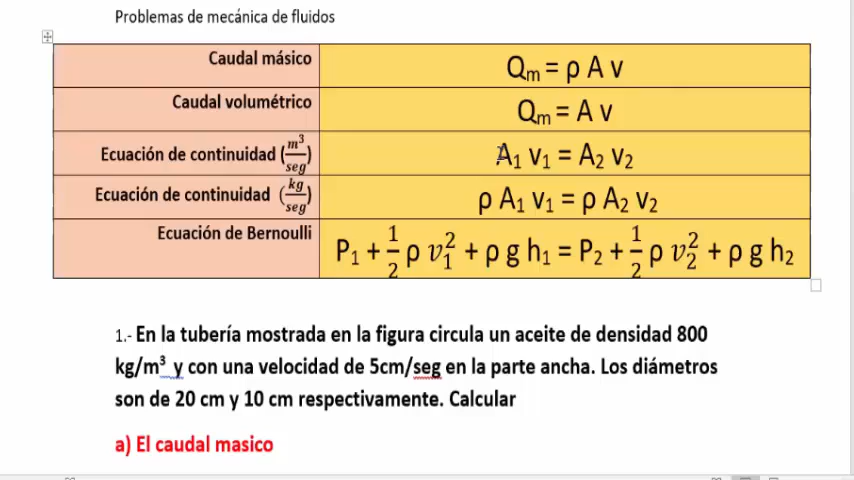 Problemas de mecánica de fluidos
Caudal másico Qₘ = ρ A v
Caudal volumétrico Qₘ = A v
Ecuación de continuidad (m³/seg) A₁ v₁ = A₂ v₂
Ecuación de continuidad (kg/seg) ρ A₁ v₁ = ρ A₂ v₂
Ecuación de Bernoulli P₁ + 1/2 ρ v₁² + ρ g h₁ = P₂ + 1/2 ρ v₂² + ρ g h₂
1.- En la tubería mostrada en la figura circula un aceite de densidad 800
kg/m³ y con una velocidad de 5cm/seg en la parte ancha. Los diámetros
son de 20 cm y 10 cm respectivamente. Calcular
a) El caudal masico